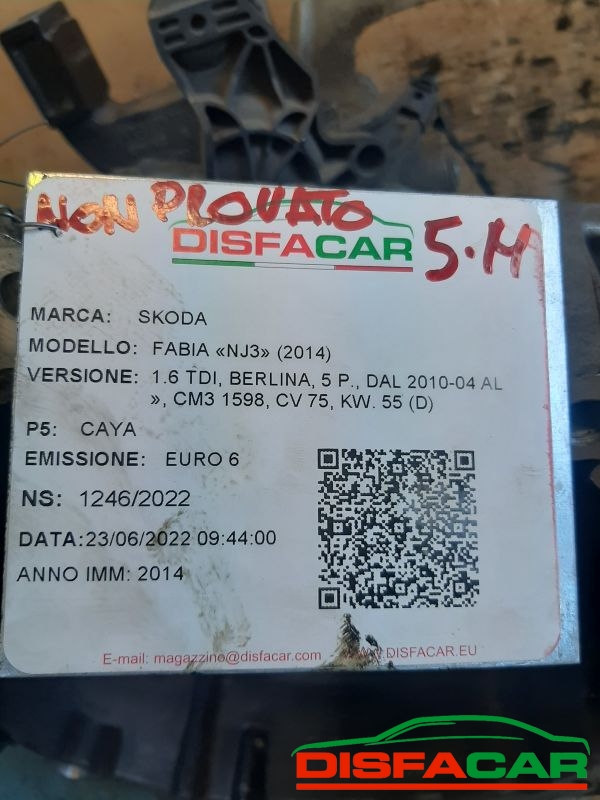 NON PROVATO
5.M
DISFACAR
MARCA: SKODA
MODELLO: FABIA «NJ3» (2014)
VERSIONE: 1.6 TDI, BERLINA, 5 P., DAL 2010-04 AL
», CM3 1598, CV 75, KW. 55 (D)
P5: CAYA
EMISSIONE: EURO 6
NS: 1246/2022
DATA:23/06/2022 09:44:00
ANNO IMM: 2014
E-mail: magazzino@disfacar.com WWW.DISFACAR.EU
DISFACAR